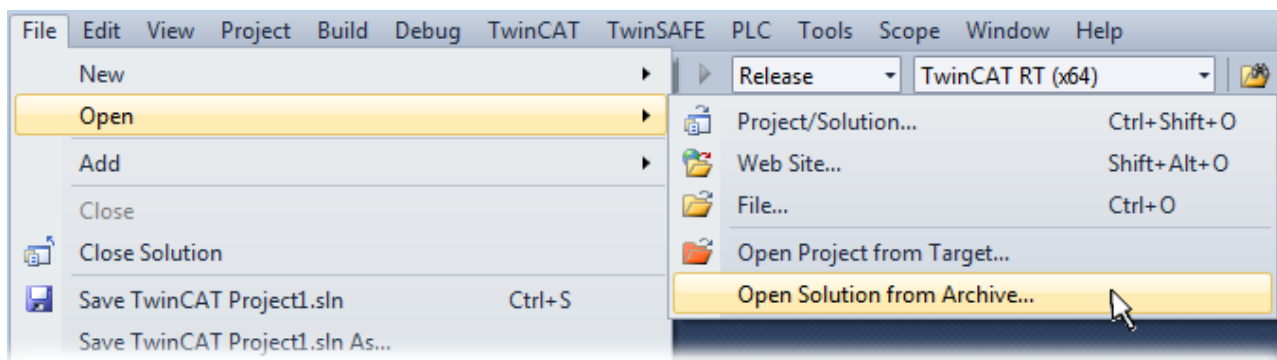 File Edit View Project Build Debug TwinCAT TwinSAFE PLC Tools Scope Window Help
New
Release TwinCAT RT (x64)
Open
Project/Solution... Ctrl+Shift+O
Add
Web Site... Shift+Alt+O
Close
File... Ctrl+O
Close Solution
Open Project from Target...
Save TwinCAT Project1.sln Ctrl+S
Open Solution from Archive...
Save TwinCAT Project1.sln As...